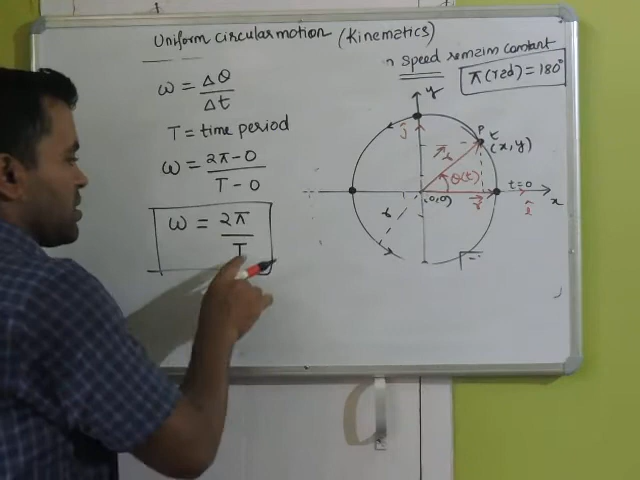 Uniform circular motion (Kinematics)
speed remain constant
π(rad) = 180°
ω = Δθ / Δt
T = time period
ω = 2π-0 / T-0
ω = 2π / T
y
ĵ
P t
(x, y)
θ(t)
t=0
(0,0)
x
î
r